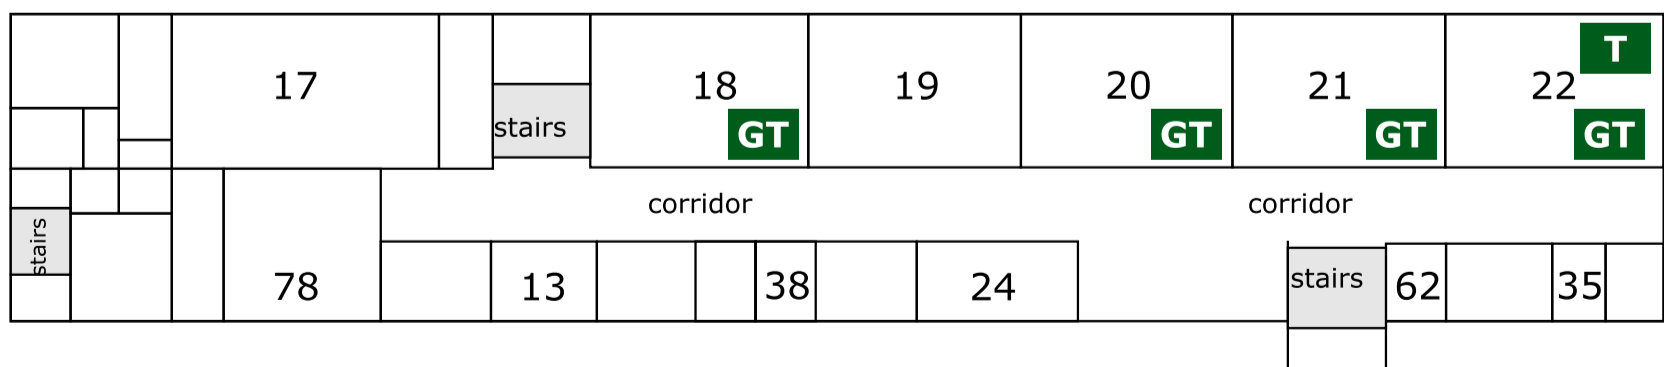 T
17
18
19
20
21
22
stairs
GT
GT
GT
GT
corridor
corridor
stairs
78
13
38
24
stairs
62
35